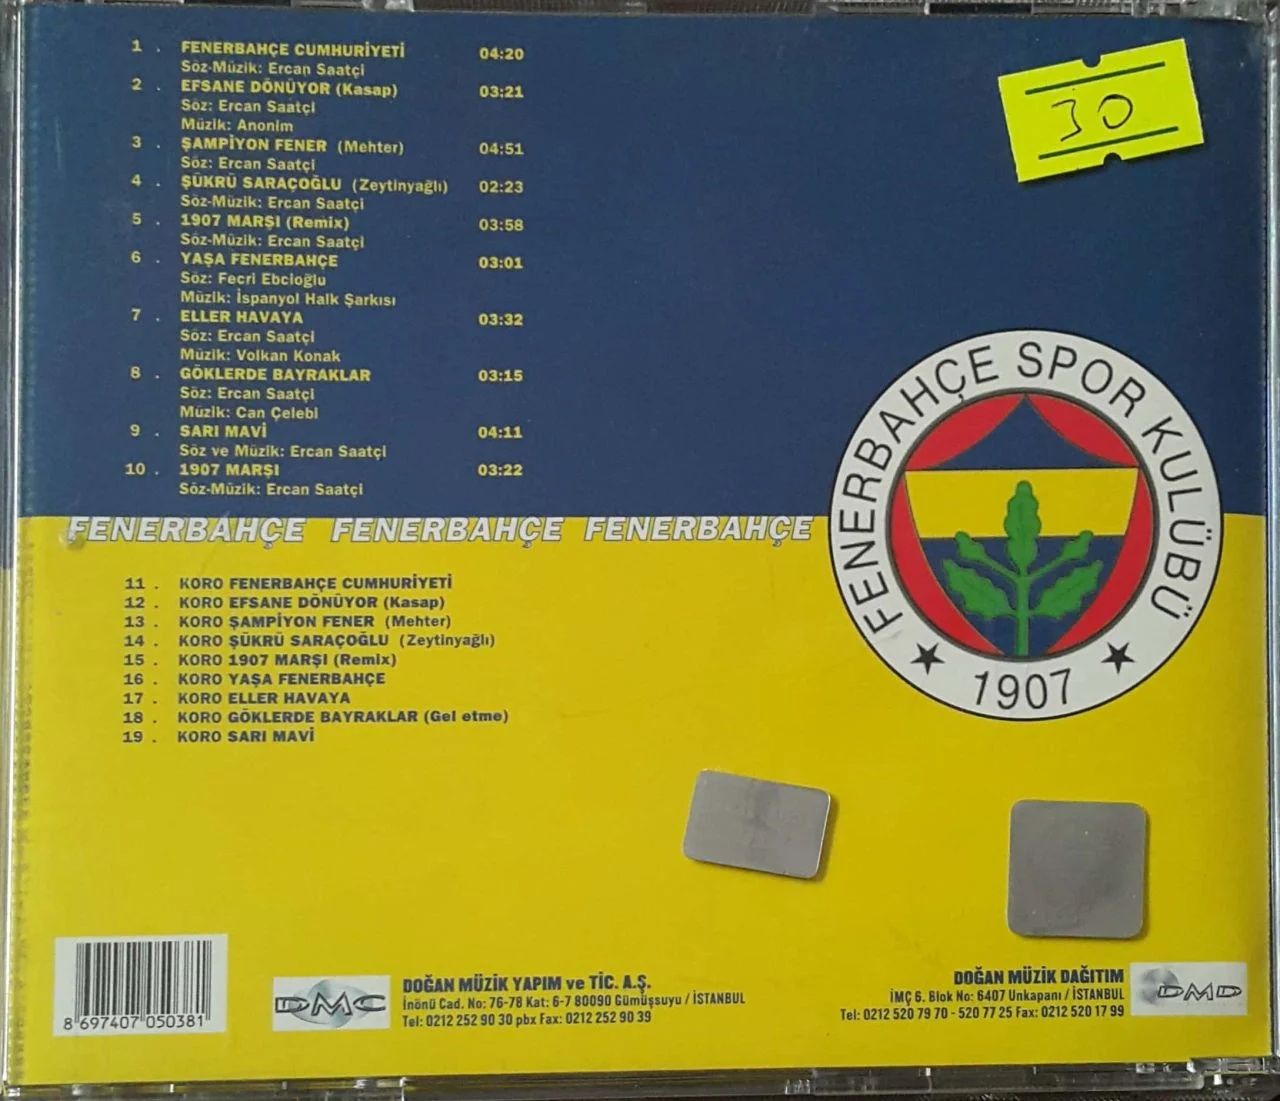 1 . FENERBAHÇE CUMHURİYETİ 04:20
Söz-Müzik: Ercan Saatçi
2 . EFSANE DÖNÜYOR (Kasap) 03:21
Söz: Ercan Saatçi
Müzik: Anonim
3 . ŞAMPİYON FENER (Mehter) 04:51
Söz: Ercan Saatçi
4 . ŞÜKRÜ SARAÇOĞLU (Zeytinyağlı) 02:23
Söz-Müzik: Ercan Saatçi
5 . 1907 MARŞI (Remix) 03:58
Söz-Müzik: Ercan Saatçi
6 . YAŞA FENERBAHÇE 03:01
Söz: Fecri Ebcioğlu
Müzik: İspanyol Halk Şarkısı
7 . ELLER HAVAYA 03:32
Söz: Ercan Saatçi
Müzik: Volkan Konak
8 . GÖKLERDE BAYRAKLAR 03:15
Söz: Ercan Saatçi
Müzik: Can Çelebi
9 . SARI MAVİ 04:11
Söz ve Müzik: Ercan Saatçi
10 . 1907 MARŞI 03:22
Söz-Müzik: Ercan Saatçi
30
FENERBAHÇE SPOR KULÜBÜ
1907
FENERBAHÇE FENERBAHÇE FENERBAHÇE
11 . KORO FENERBAHÇE CUMHURİYETİ
12 . KORO EFSANE DÖNÜYOR (Kasap)
13 . KORO ŞAMPİYON FENER (Mehter)
14 . KORO ŞÜKRÜ SARAÇOĞLU (Zeytinyağlı)
15 . KORO 1907 MARŞI (Remix)
16 . KORO YAŞA FENERBAHÇE
17 . KORO ELLER HAVAYA
18 . KORO GÖKLERDE BAYRAKLAR (Gel etme)
19 . KORO SARI MAVİ
8 697407 050381
DMC
DOĞAN MÜZİK YAPIM ve TİC. A.Ş.
İnönü Cad. No: 76-78 Kat: 6-7 80090 Gümüşsuyu / İSTANBUL
Tel: 0212 252 90 30 pbx Fax: 0212 252 90 39
DOĞAN MÜZİK DAĞITIM
İMÇ 6. Blok No: 6407 Unkapanı / İSTANBUL
Tel: 0212 520 79 70 - 520 77 25 Fax: 0212 520 17 99
DMD